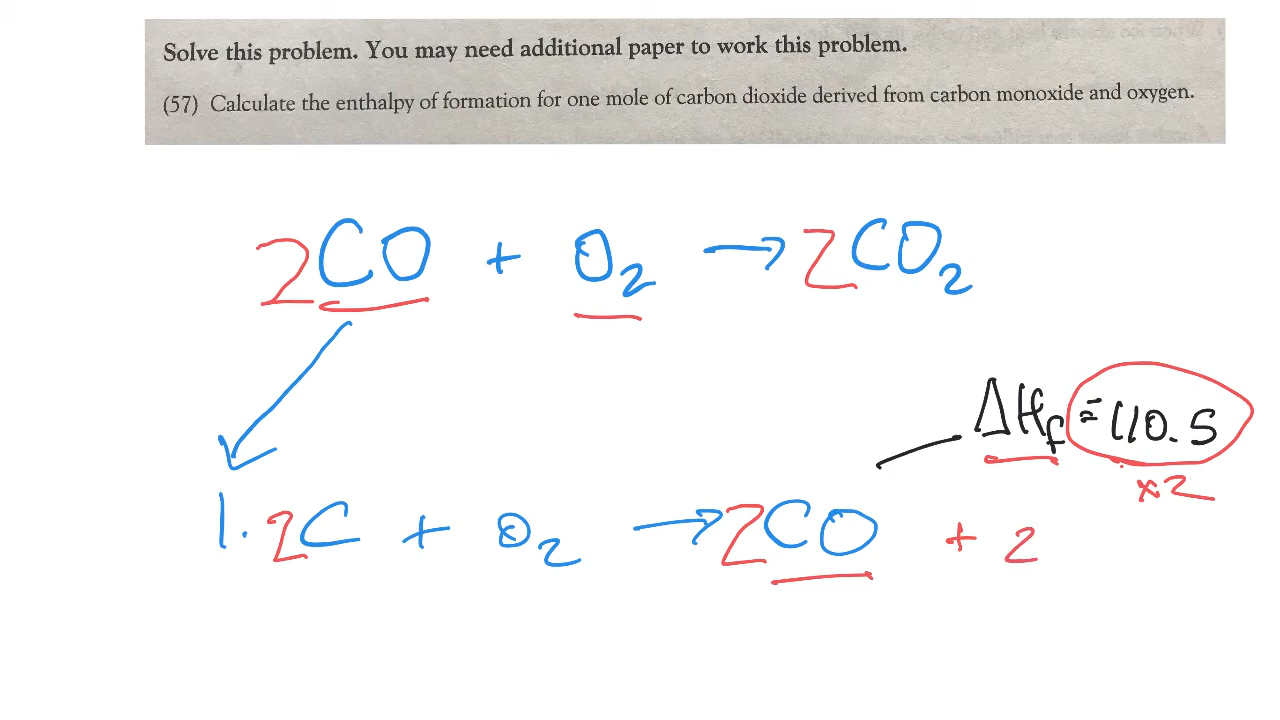 Solve this problem. You may need additional paper to work this problem.
(57) Calculate the enthalpy of formation for one mole of carbon dioxide derived from carbon monoxide and oxygen.
2CO + O₂ → 2CO₂
ΔHf = 110.5
×2
1. 2C + O₂ → 2CO + 2